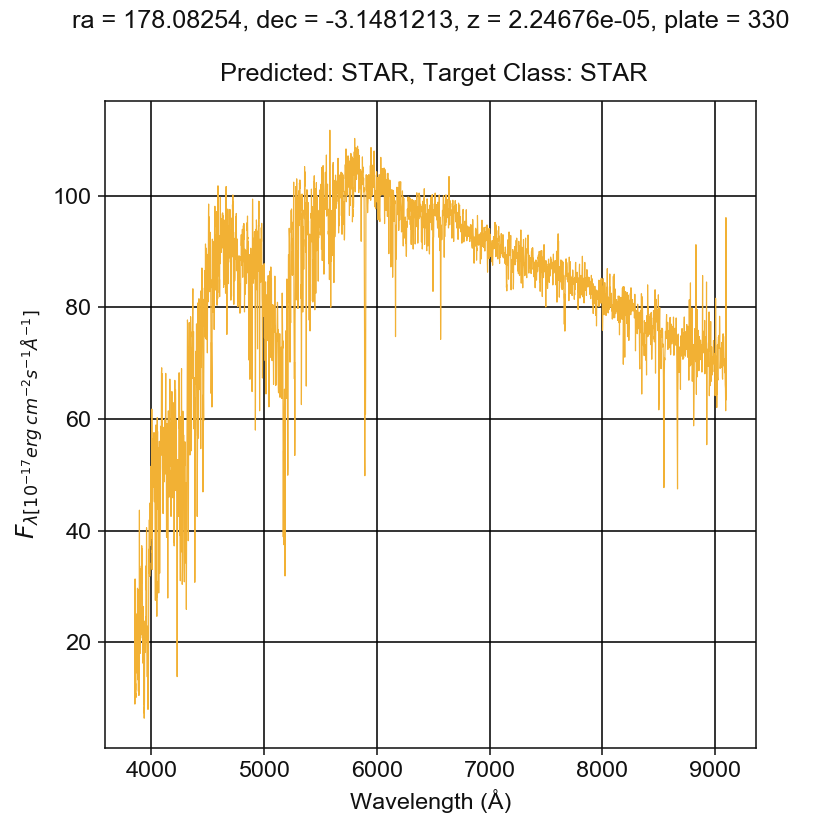 ra = 178.08254, dec = -3.1481213, z = 2.24676e-05, plate = 330
Predicted: STAR, Target Class: STAR
100
80
60
40
20
F_{λ[10^{−17}erg cm^{−2}s^{−1}Å^{−1}]}
4000 5000 6000 7000 8000 9000
Wavelength (Å)